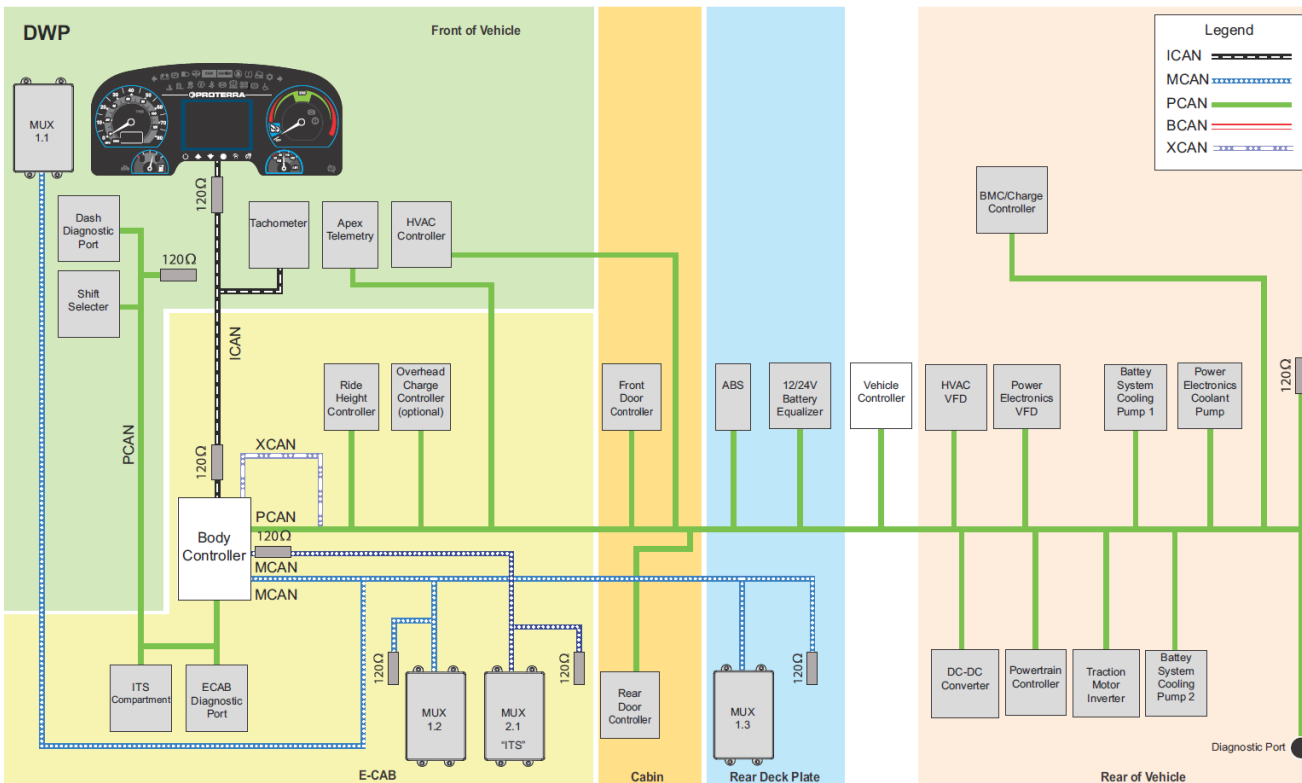 DWP
Front of Vehicle
Legend
ICAN
MCAN
PCAN
BCAN
XCAN
MUX
1.1
PROTERRA
120Ω
Dash
Diagnostic
Port
Tachometer
Apex
Telemetry
HVAC
Controller
BMC/Charge
Controller
120Ω
Shift
Selecter
ICAN
Ride
Height
Controller
Overhead
Charge
Controller
(optional)
Front
Door
Controller
ABS
12/24V
Battery
Equalizer
Vehicle
Controller
HVAC
VFD
Power
Electronics
VFD
Battey
System
Cooling
Pump 1
Power
Electronics
Coolant
Pump
120Ω
PCAN
120Ω
XCAN
PCAN
Body
Controller
120Ω
MCAN
MCAN
ITS
Compartment
ECAB
Diagnostic
Port
120Ω
MUX
1.2
MUX
2.1
"ITS"
120Ω
Rear
Door
Controller
MUX
1.3
120Ω
DC-DC
Converter
Powertrain
Controller
Traction
Motor
Inverter
Battey
System
Cooling
Pump 2
Diagnostic Port
E-CAB
Cabin
Rear Deck Plate
Rear of Vehicle